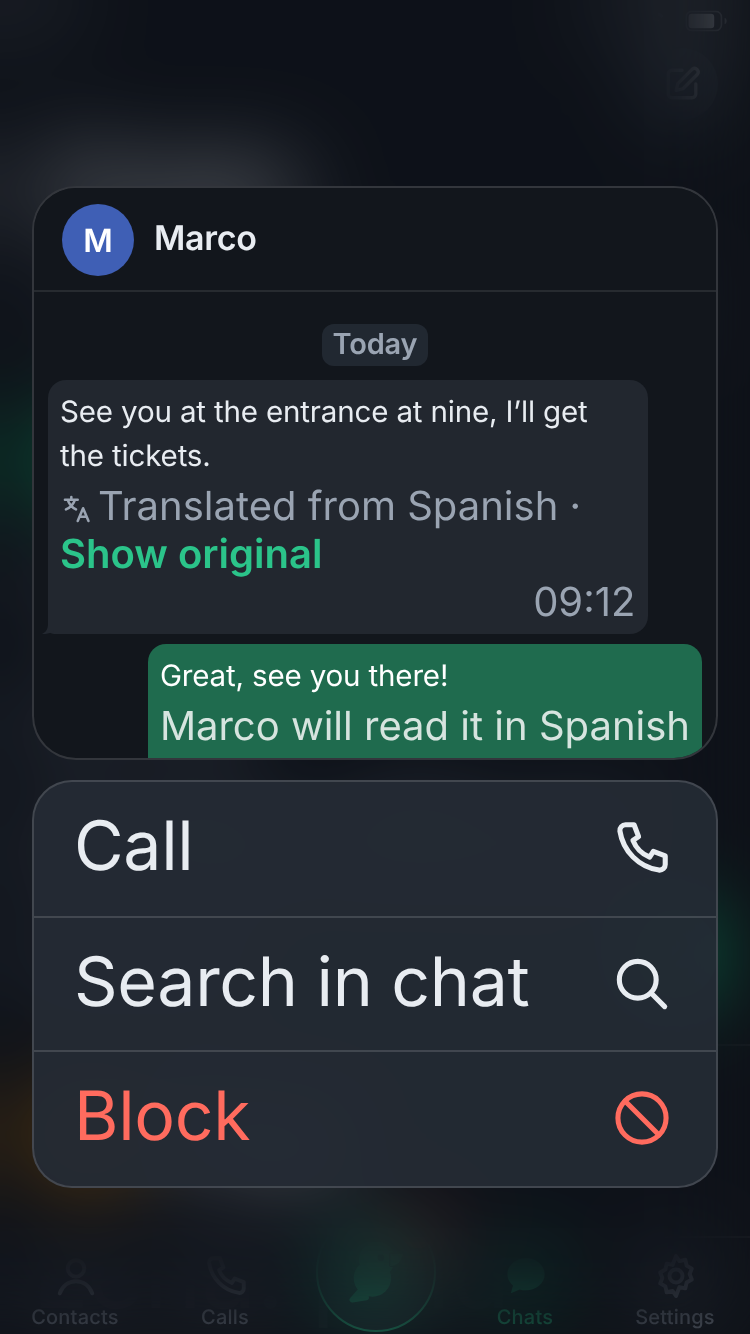 M
Marco
Today
See you at the entrance at nine, I’ll get
the tickets.
Translated from Spanish ·
Show original
09:12
Great, see you there!
Marco will read it in Spanish
Call
Search in chat
Block
Contacts
Calls
Chats
Settings